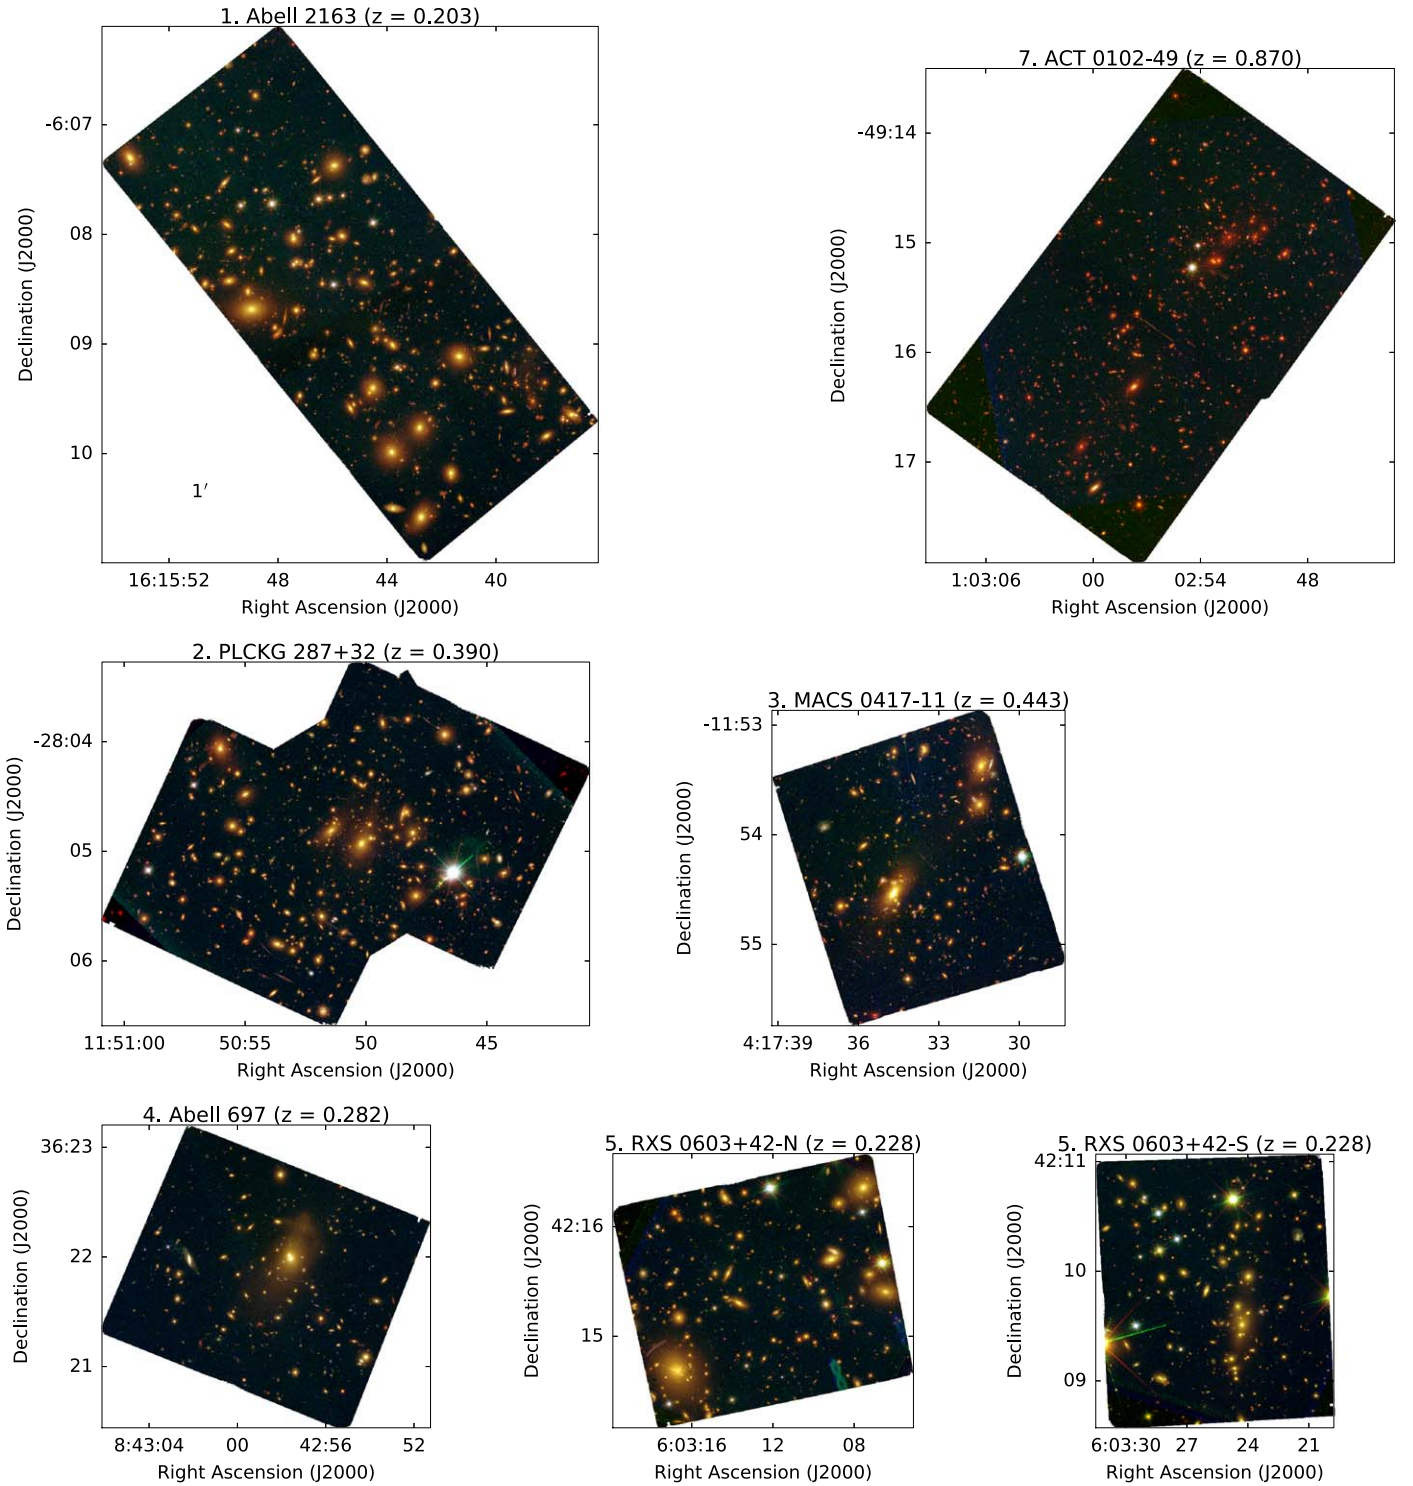 1. Abell 2163 (z = 0.203)
-6:07
08
09
10
Declination (J2000)
1′
16:15:52 48 44 40
Right Ascension (J2000)
7. ACT 0102-49 (z = 0.870)
-49:14
15
16
17
Declination (J2000)
1:03:06 00 02:54 48
Right Ascension (J2000)
2. PLCKG 287+32 (z = 0.390)
-28:04
05
06
Declination (J2000)
11:51:00 50:55 50 45
Right Ascension (J2000)
3. MACS 0417-11 (z = 0.443)
-11:53
54
55
Declination (J2000)
4:17:39 36 33 30
Right Ascension (J2000)
4. Abell 697 (z = 0.282)
36:23
22
21
Declination (J2000)
8:43:04 00 42:56 52
Right Ascension (J2000)
5. RXS 0603+42-N (z = 0.228)
42:16
15
Declination (J2000)
6:03:16 12 08
Right Ascension (J2000)
5. RXS 0603+42-S (z = 0.228)
42:11
10
09
Declination (J2000)
6:03:30 27 24 21
Right Ascension (J2000)